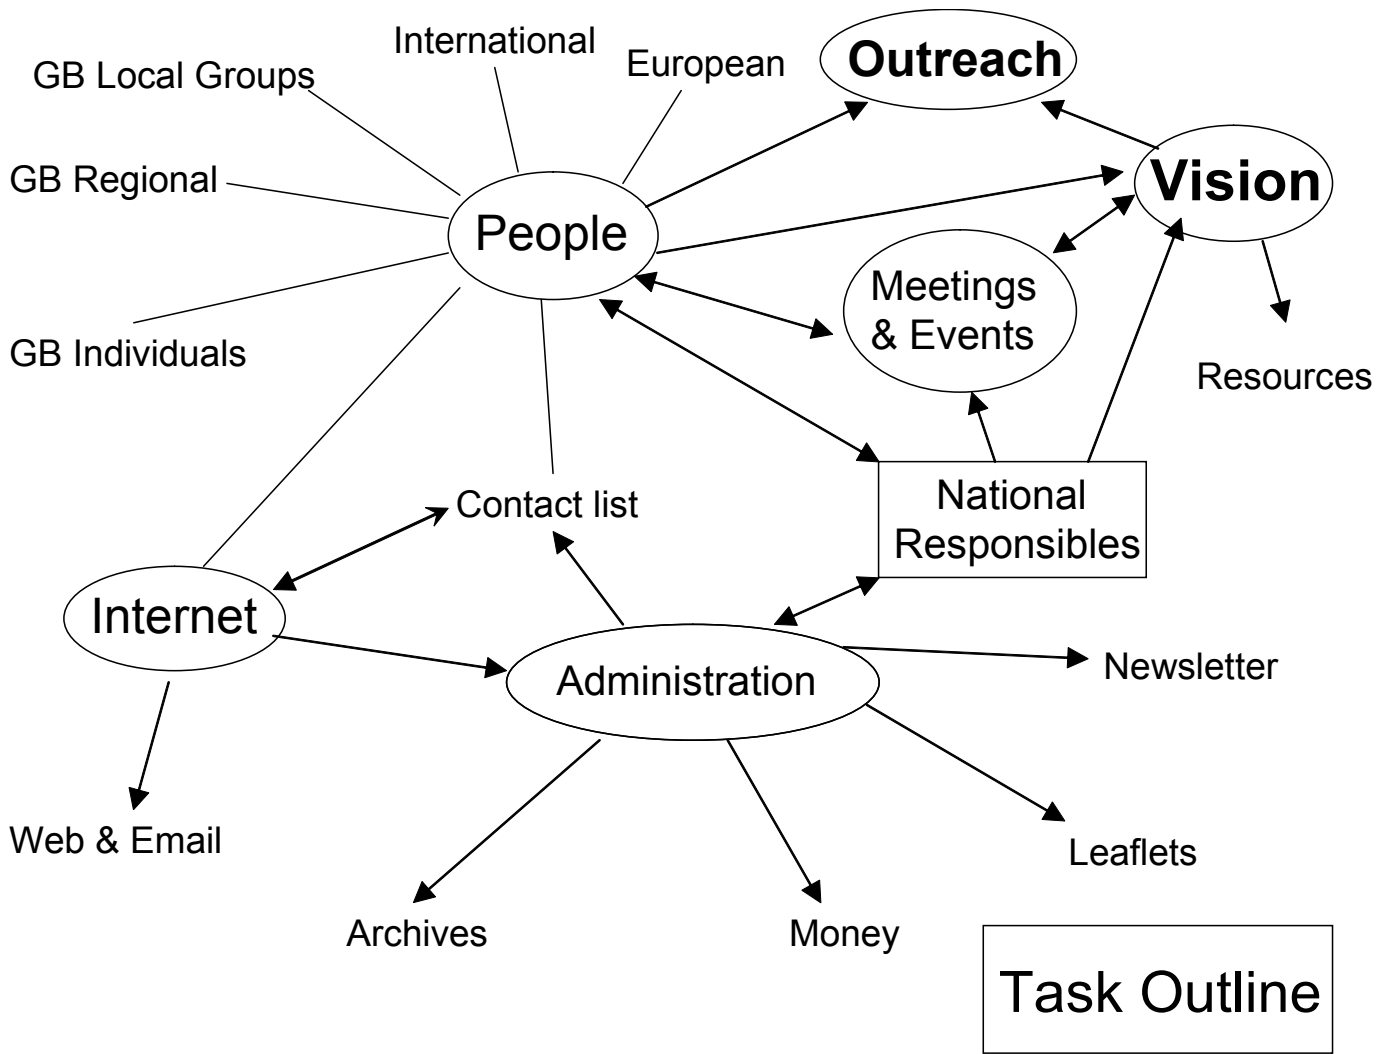 International
Outreach
European
GB Local Groups
GB Regional
Vision
People
Meetings
& Events
GB Individuals
Resources
Contact list
National
Responsibles
Internet
Administration
Newsletter
Web & Email
Leaflets
Archives
Money
Task Outline